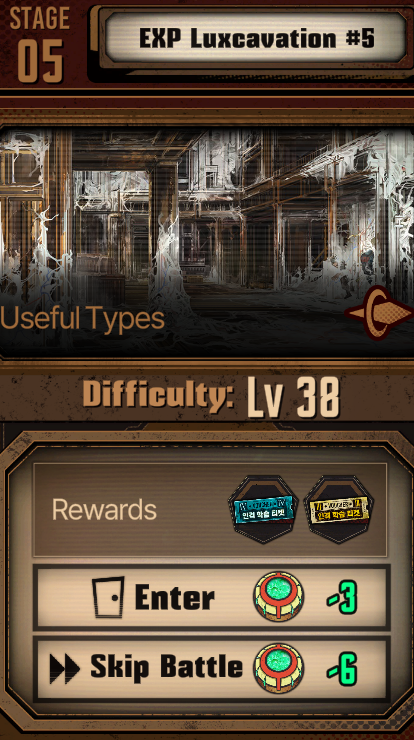 STAGE
05
EXP Luxcavation #5
Useful Types
Difficulty: Lv 38
Rewards
인격 학습 티켓
인격 학습 티켓
Enter -3
Skip Battle -6